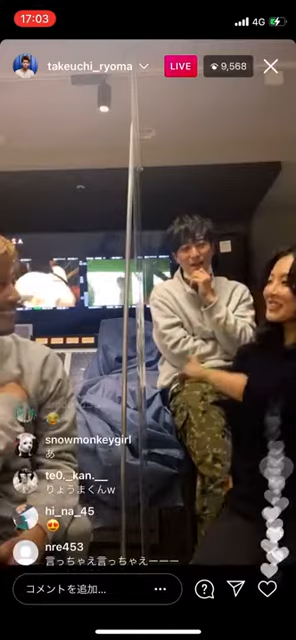 17:03
4G
takeuchi_ryoma
LIVE
9,568
😂
snowmonkeygirl
あ
te0._kan.___
りょうまくんw
hi_na_45
😍
nre453
言っちゃえ言っちゃえーーー
コメントを追加...